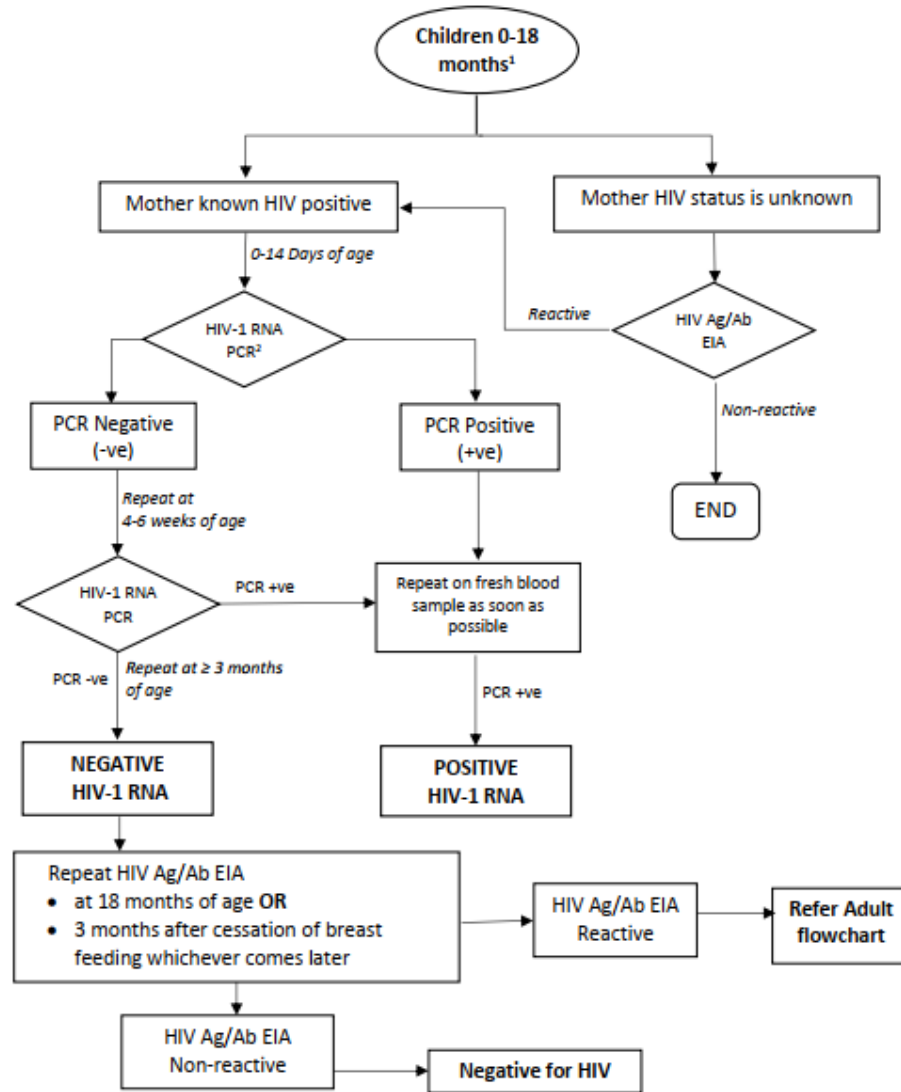 Children 0-18
months¹
Mother known HIV positive
Mother HIV status is unknown
0-14 Days of age
HIV-1 RNA
PCR²
Reactive
HIV Ag/Ab
EIA
PCR Negative
(-ve)
PCR Positive
(+ve)
Non-reactive
END
Repeat at
4-6 weeks of age
HIV-1 RNA
PCR
PCR +ve
Repeat on fresh blood
sample as soon as
possible
PCR -ve
Repeat at ≥ 3 months
of age
PCR +ve
NEGATIVE
HIV-1 RNA
POSITIVE
HIV-1 RNA
Repeat HIV Ag/Ab EIA
• at 18 months of age OR
• 3 months after cessation of breast
feeding whichever comes later
HIV Ag/Ab EIA
Reactive
Refer Adult
flowchart
HIV Ag/Ab EIA
Non-reactive
Negative for HIV